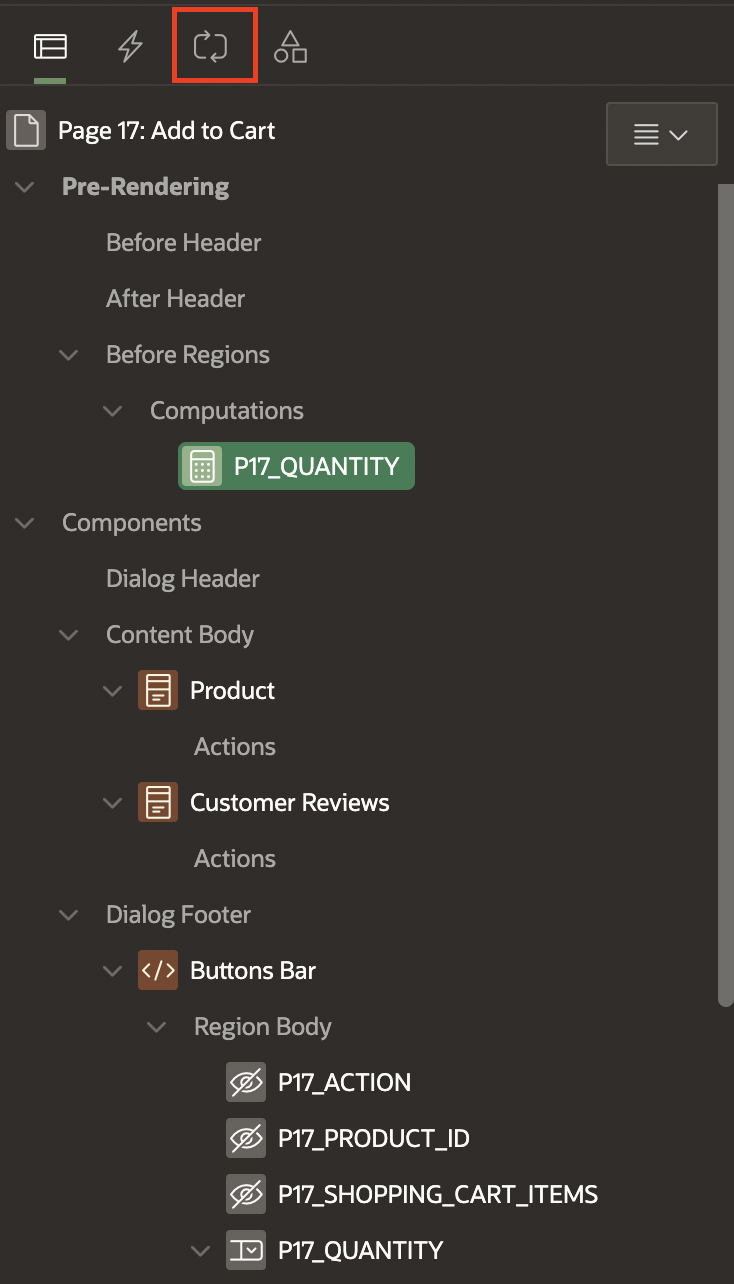 Page 17: Add to Cart
Pre-Rendering
Before Header
After Header
Before Regions
Computations
P17_QUANTITY
Components
Dialog Header
Content Body
Product
Actions
Customer Reviews
Actions
Dialog Footer
Buttons Bar
Region Body
P17_ACTION
P17_PRODUCT_ID
P17_SHOPPING_CART_ITEMS
P17_QUANTITY